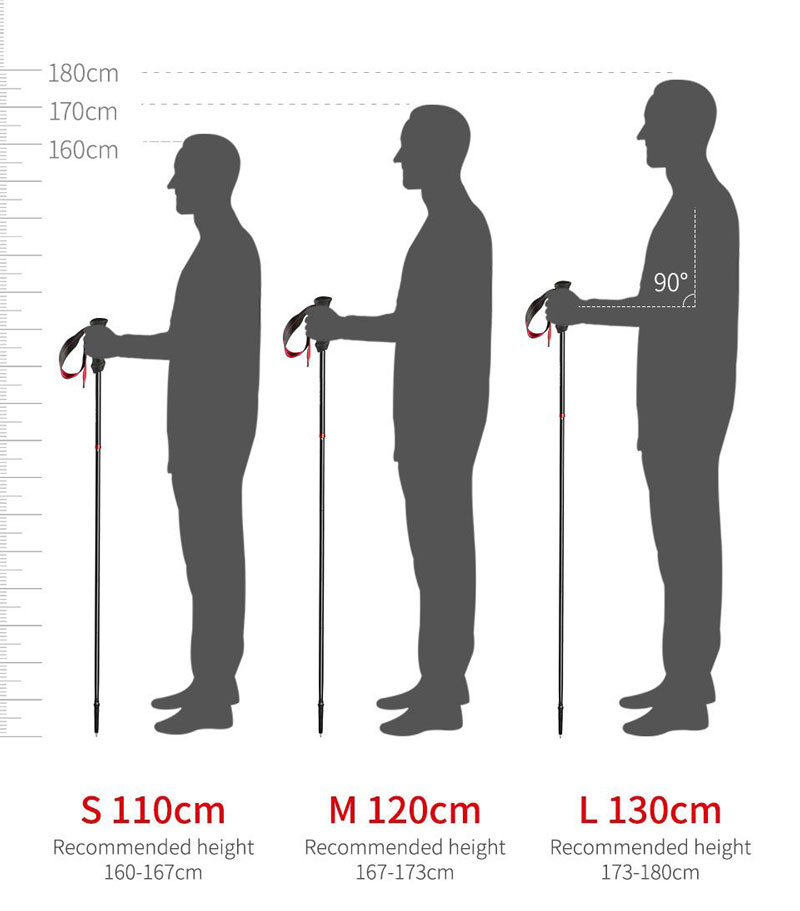 180cm
170cm
160cm
90°
S 110cm
Recommended height
160-167cm
M 120cm
Recommended height
167-173cm
L 130cm
Recommended height
173-180cm